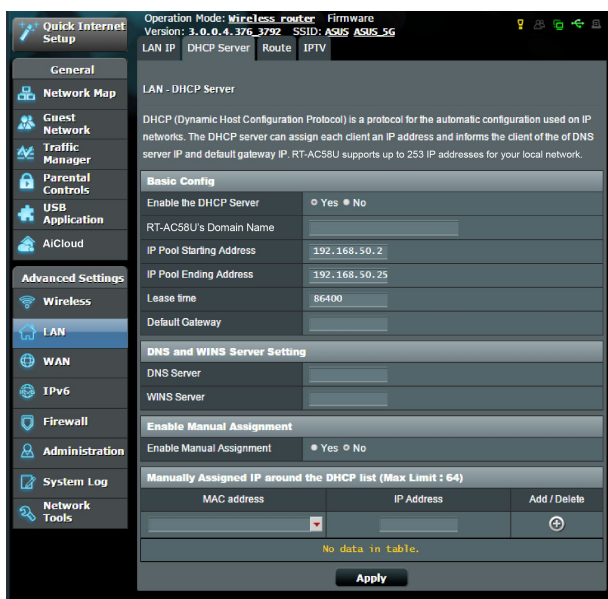 Quick Internet
Setup
Operation Mode: Wireless router Firmware
Version: 3.0.0.4.376_3792 SSID: ASUS ASUS_5G
LAN IP DHCP Server Route IPTV
General
Network Map
Guest
Network
Traffic
Manager
Parental
Controls
USB
Application
AiCloud
Advanced Settings
Wireless
LAN
WAN
IPv6
Firewall
Administration
System Log
Network
Tools
LAN - DHCP Server
DHCP (Dynamic Host Configuration Protocol) is a protocol for the automatic configuration used on IP
networks. The DHCP server can assign each client an IP address and informs the client of the of DNS
server IP and default gateway IP. RT-AC58U supports up to 253 IP addresses for your local network.
Basic Config
Enable the DHCP Server Yes No
RT-AC58U's Domain Name
IP Pool Starting Address 192.168.50.2
IP Pool Ending Address 192.168.50.25
Lease time 86400
Default Gateway
DNS and WINS Server Setting
DNS Server
WINS Server
Enable Manual Assignment
Enable Manual Assignment Yes No
Manually Assigned IP around the DHCP list (Max Limit : 64)
MAC address IP Address Add / Delete
No data in table.
Apply